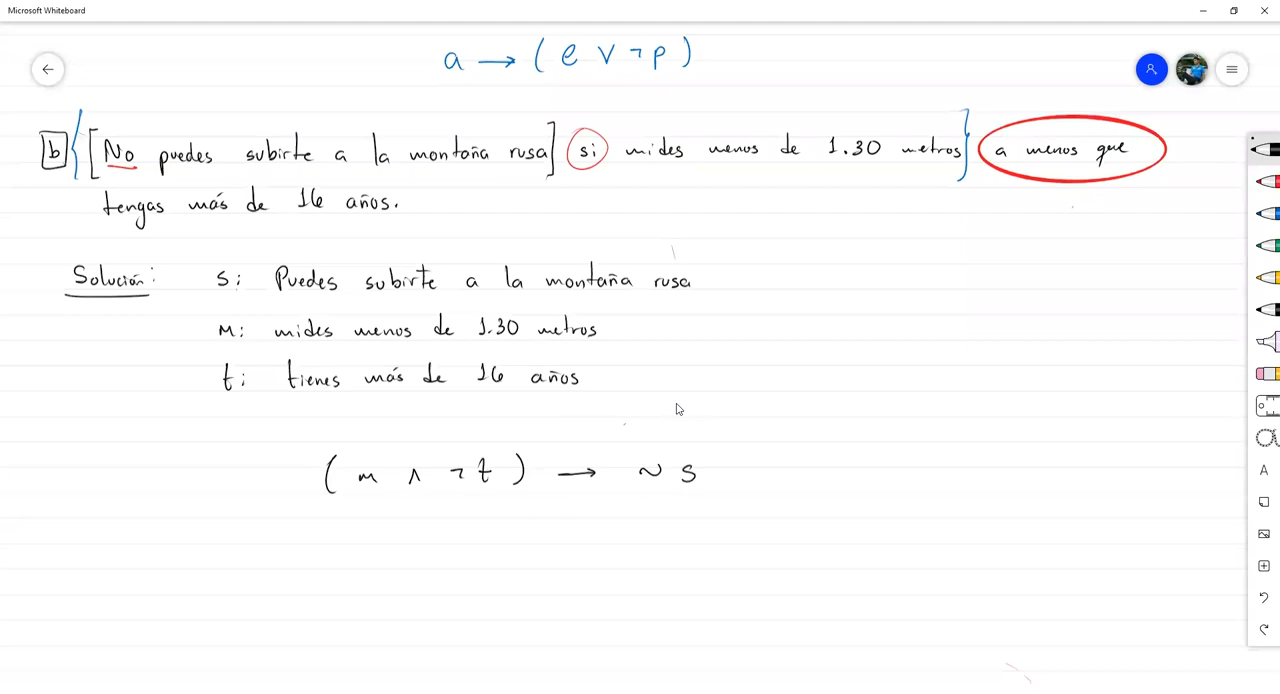 Microsoft Whiteboard
a → ( e ∨ ¬ p )
b { [ No puedes subirte a la montaña rusa ] si mides menos de 1.30 metros } a menos que
tengas más de 16 años.
Solución: s: Puedes subirte a la montaña rusa
m: mides menos de 1.30 metros
t: tienes más de 16 años
( m ∧ ¬ t ) → ~ s